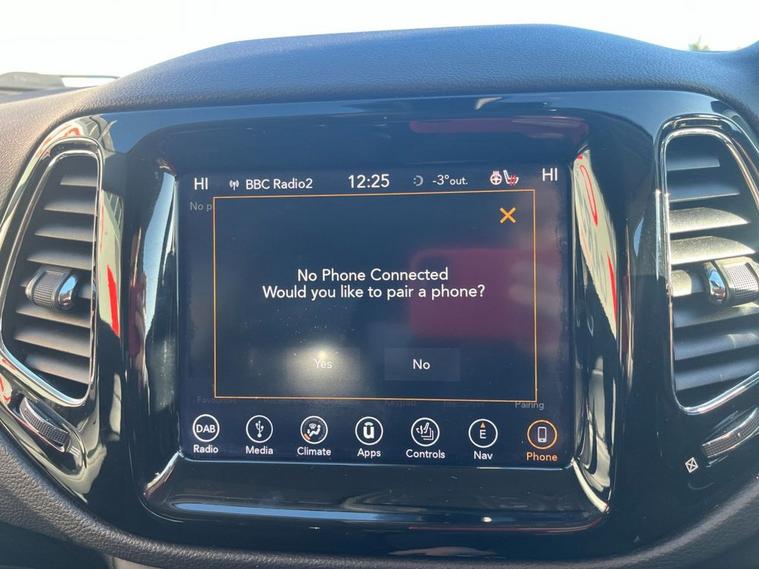 HI BBC Radio2 12:25 -3°out. HI
No p
No Phone Connected
Would you like to pair a phone?
Yes No
Pairing
DAB E
Radio Media Climate Apps Controls Nav Phone